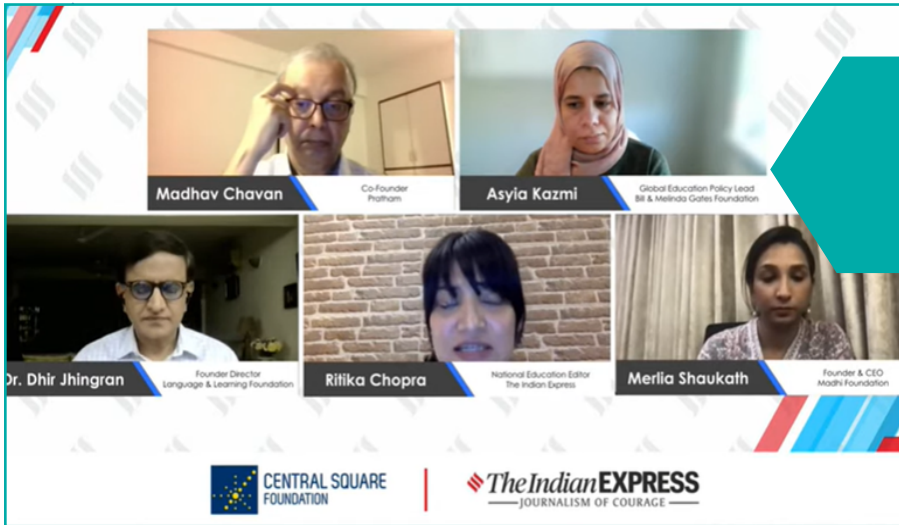 Madhav Chavan
Co-Founder
Pratham
Asyia Kazmi
Global Education Policy Lead
Bill & Melinda Gates Foundation
Dr. Dhir Jhingran
Founder Director
Language & Learning Foundation
Ritika Chopra
National Education Editor
The Indian Express
Merlia Shaukath
Founder & CEO
Madhi Foundation
CENTRAL SQUARE
FOUNDATION
The Indian EXPRESS
JOURNALISM OF COURAGE